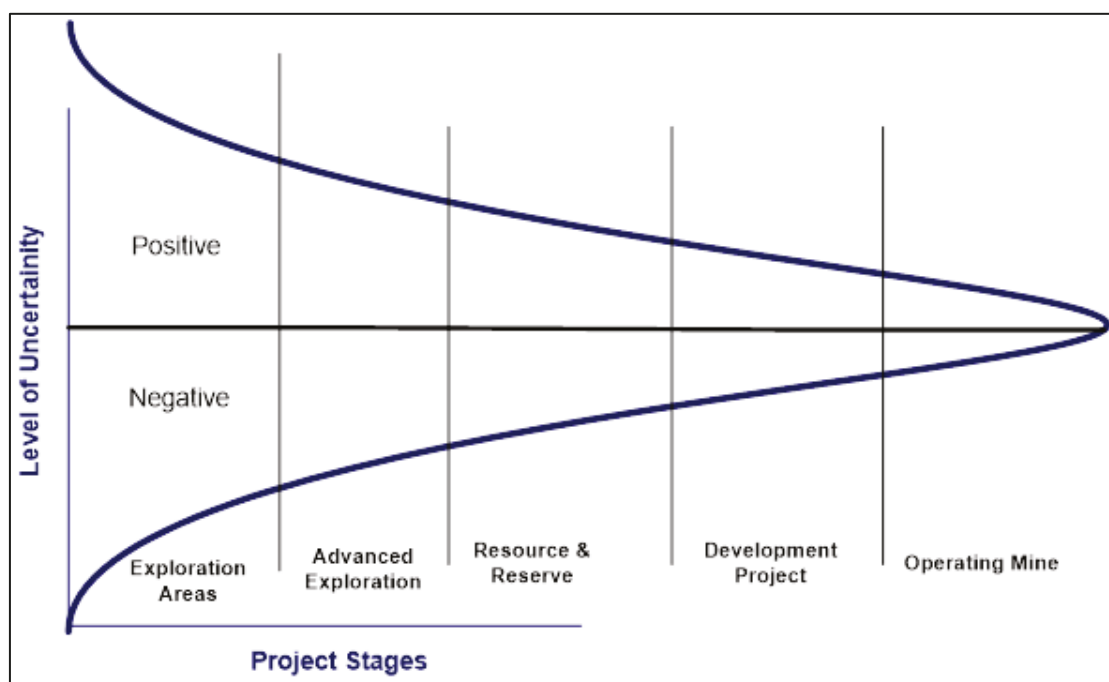 Level of Uncertainity
Positive
Negative
Exploration
Areas
Advanced
Exploration
Resource &
Reserve
Development
Project
Operating Mine
Project Stages